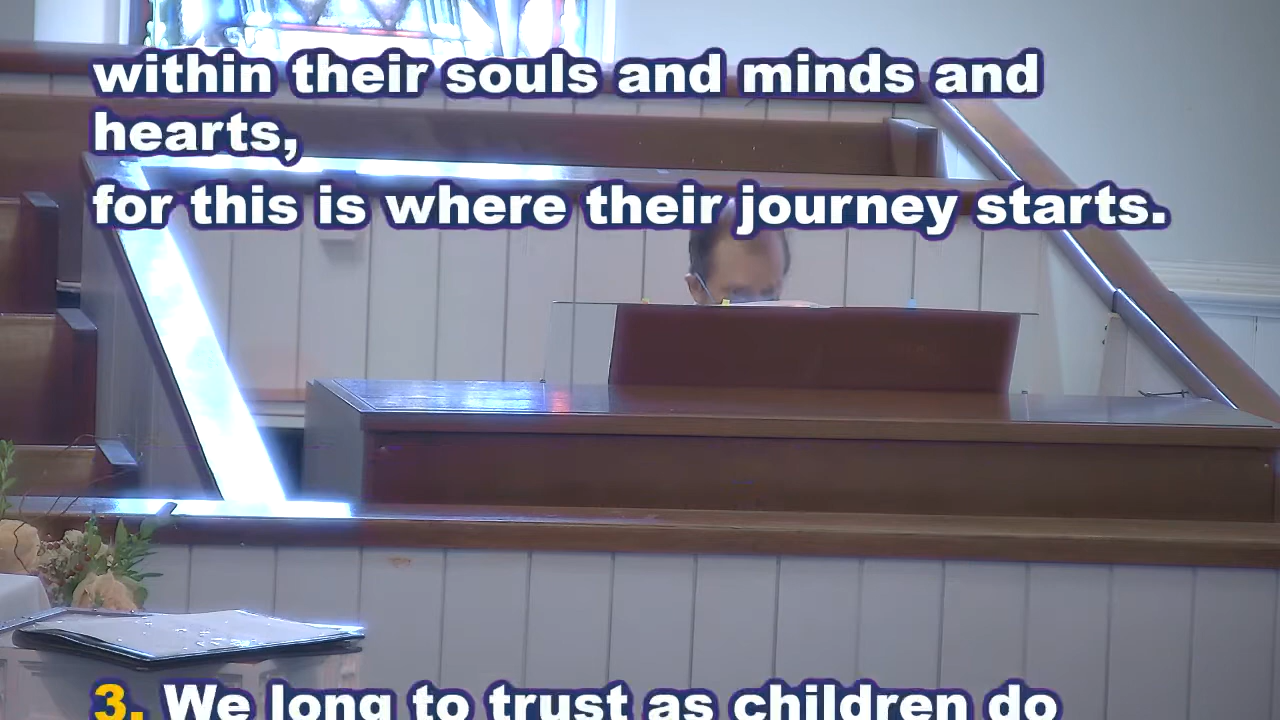 within their souls and minds and
hearts,
for this is where their journey starts.
3. We long to trust as children do